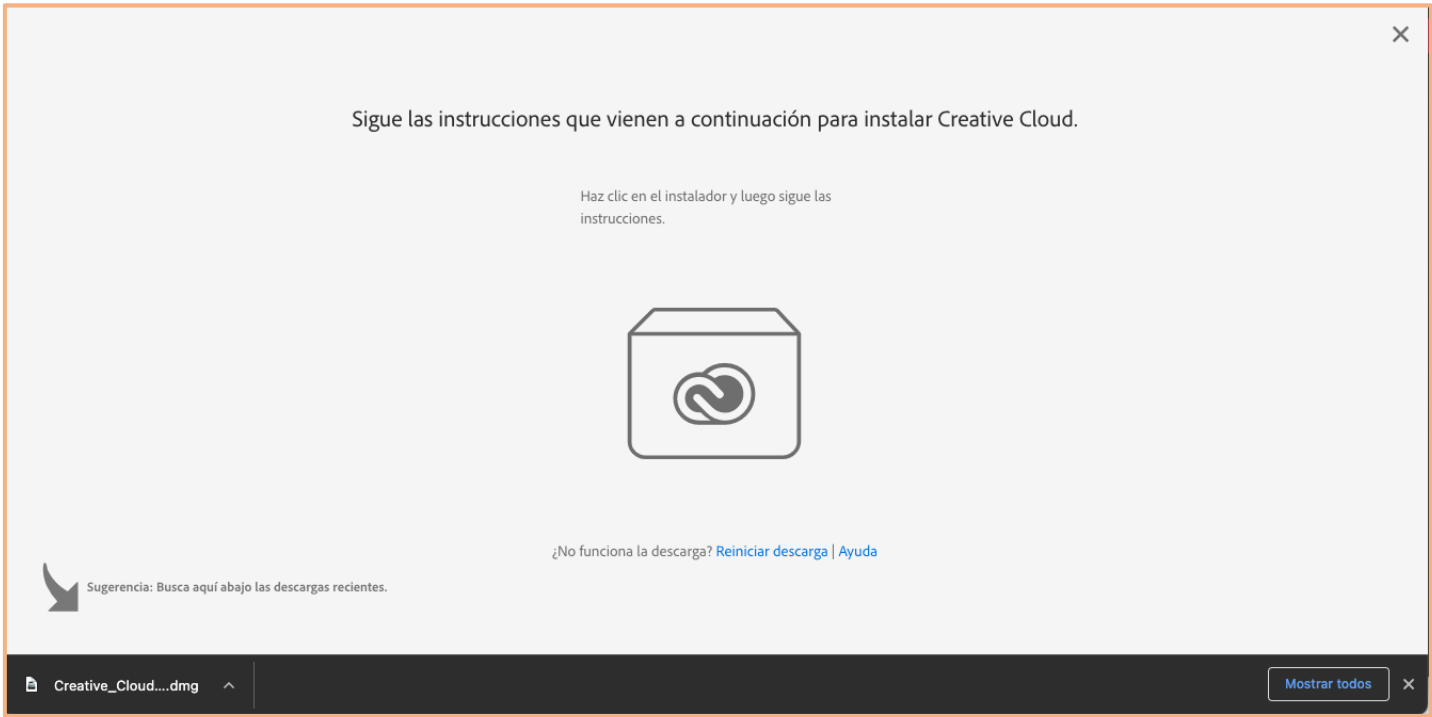 Sigue las instrucciones que vienen a continuación para instalar Creative Cloud.
Haz clic en el instalador y luego sigue las
instrucciones.
¿No funciona la descarga? Reiniciar descarga | Ayuda
Sugerencia: Busca aquí abajo las descargas recientes.
Creative_Cloud....dmg
Mostrar todos